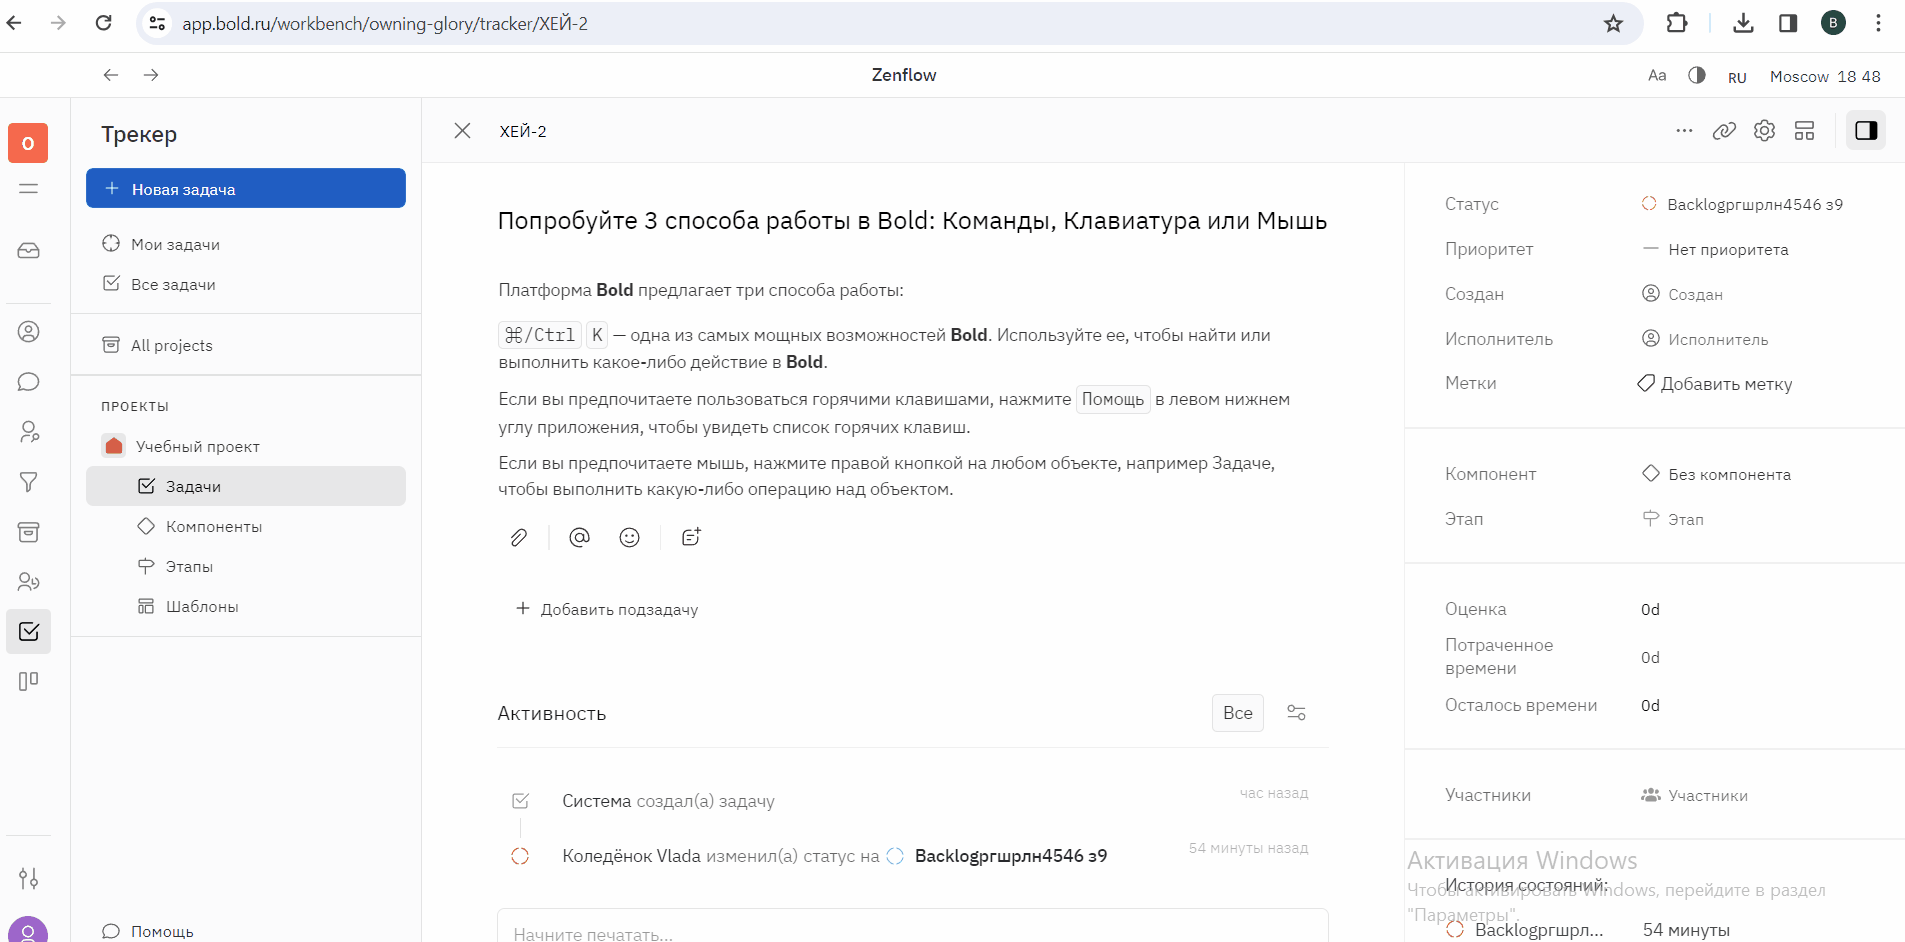 app.bold.ru/workbench/owning-glory/tracker/ХЕЙ-2
B
Zenflow
Aa
RU
Moscow 18 48
O
Трекер
Новая задача
Мои задачи
Все задачи
All projects
ПРОЕКТЫ
Учебный проект
Задачи
Компоненты
Этапы
Шаблоны
Помощь
ХЕЙ-2
Попробуйте 3 способа работы в Bold: Команды, Клавиатура или Мышь
Платформа Bold предлагает три способа работы:
⌘/Ctrl K — одна из самых мощных возможностей Bold. Используйте ее, чтобы найти или
выполнить какое-либо действие в Bold.
Если вы предпочитаете пользоваться горячими клавишами, нажмите Помощь в левом нижнем
углу приложения, чтобы увидеть список горячих клавиш.
Если вы предпочитаете мышь, нажмите правой кнопкой на любом объекте, например Задаче,
чтобы выполнить какую-либо операцию над объектом.
Добавить подзадачу
Активность
Все
Система создал(а) задачу
час назад
Коледёнок Vlada изменил(а) статус на Backlogргшрлн4546 з9
54 минуты назад
Начните печатать...
Статус
Backlogргшрлн4546 з9
Приоритет
Нет приоритета
Создан
Создан
Исполнитель
Исполнитель
Метки
Добавить метку
Компонент
Без компонента
Этап
Этап
Оценка
0d
Потраченное
времени
0d
Осталось времени
0d
Участники
Участники
Активация Windows
История состояний:
Чтобы активировать Windows, перейдите в раздел
"Параметры".
Backlogргшрл...
54 минуты